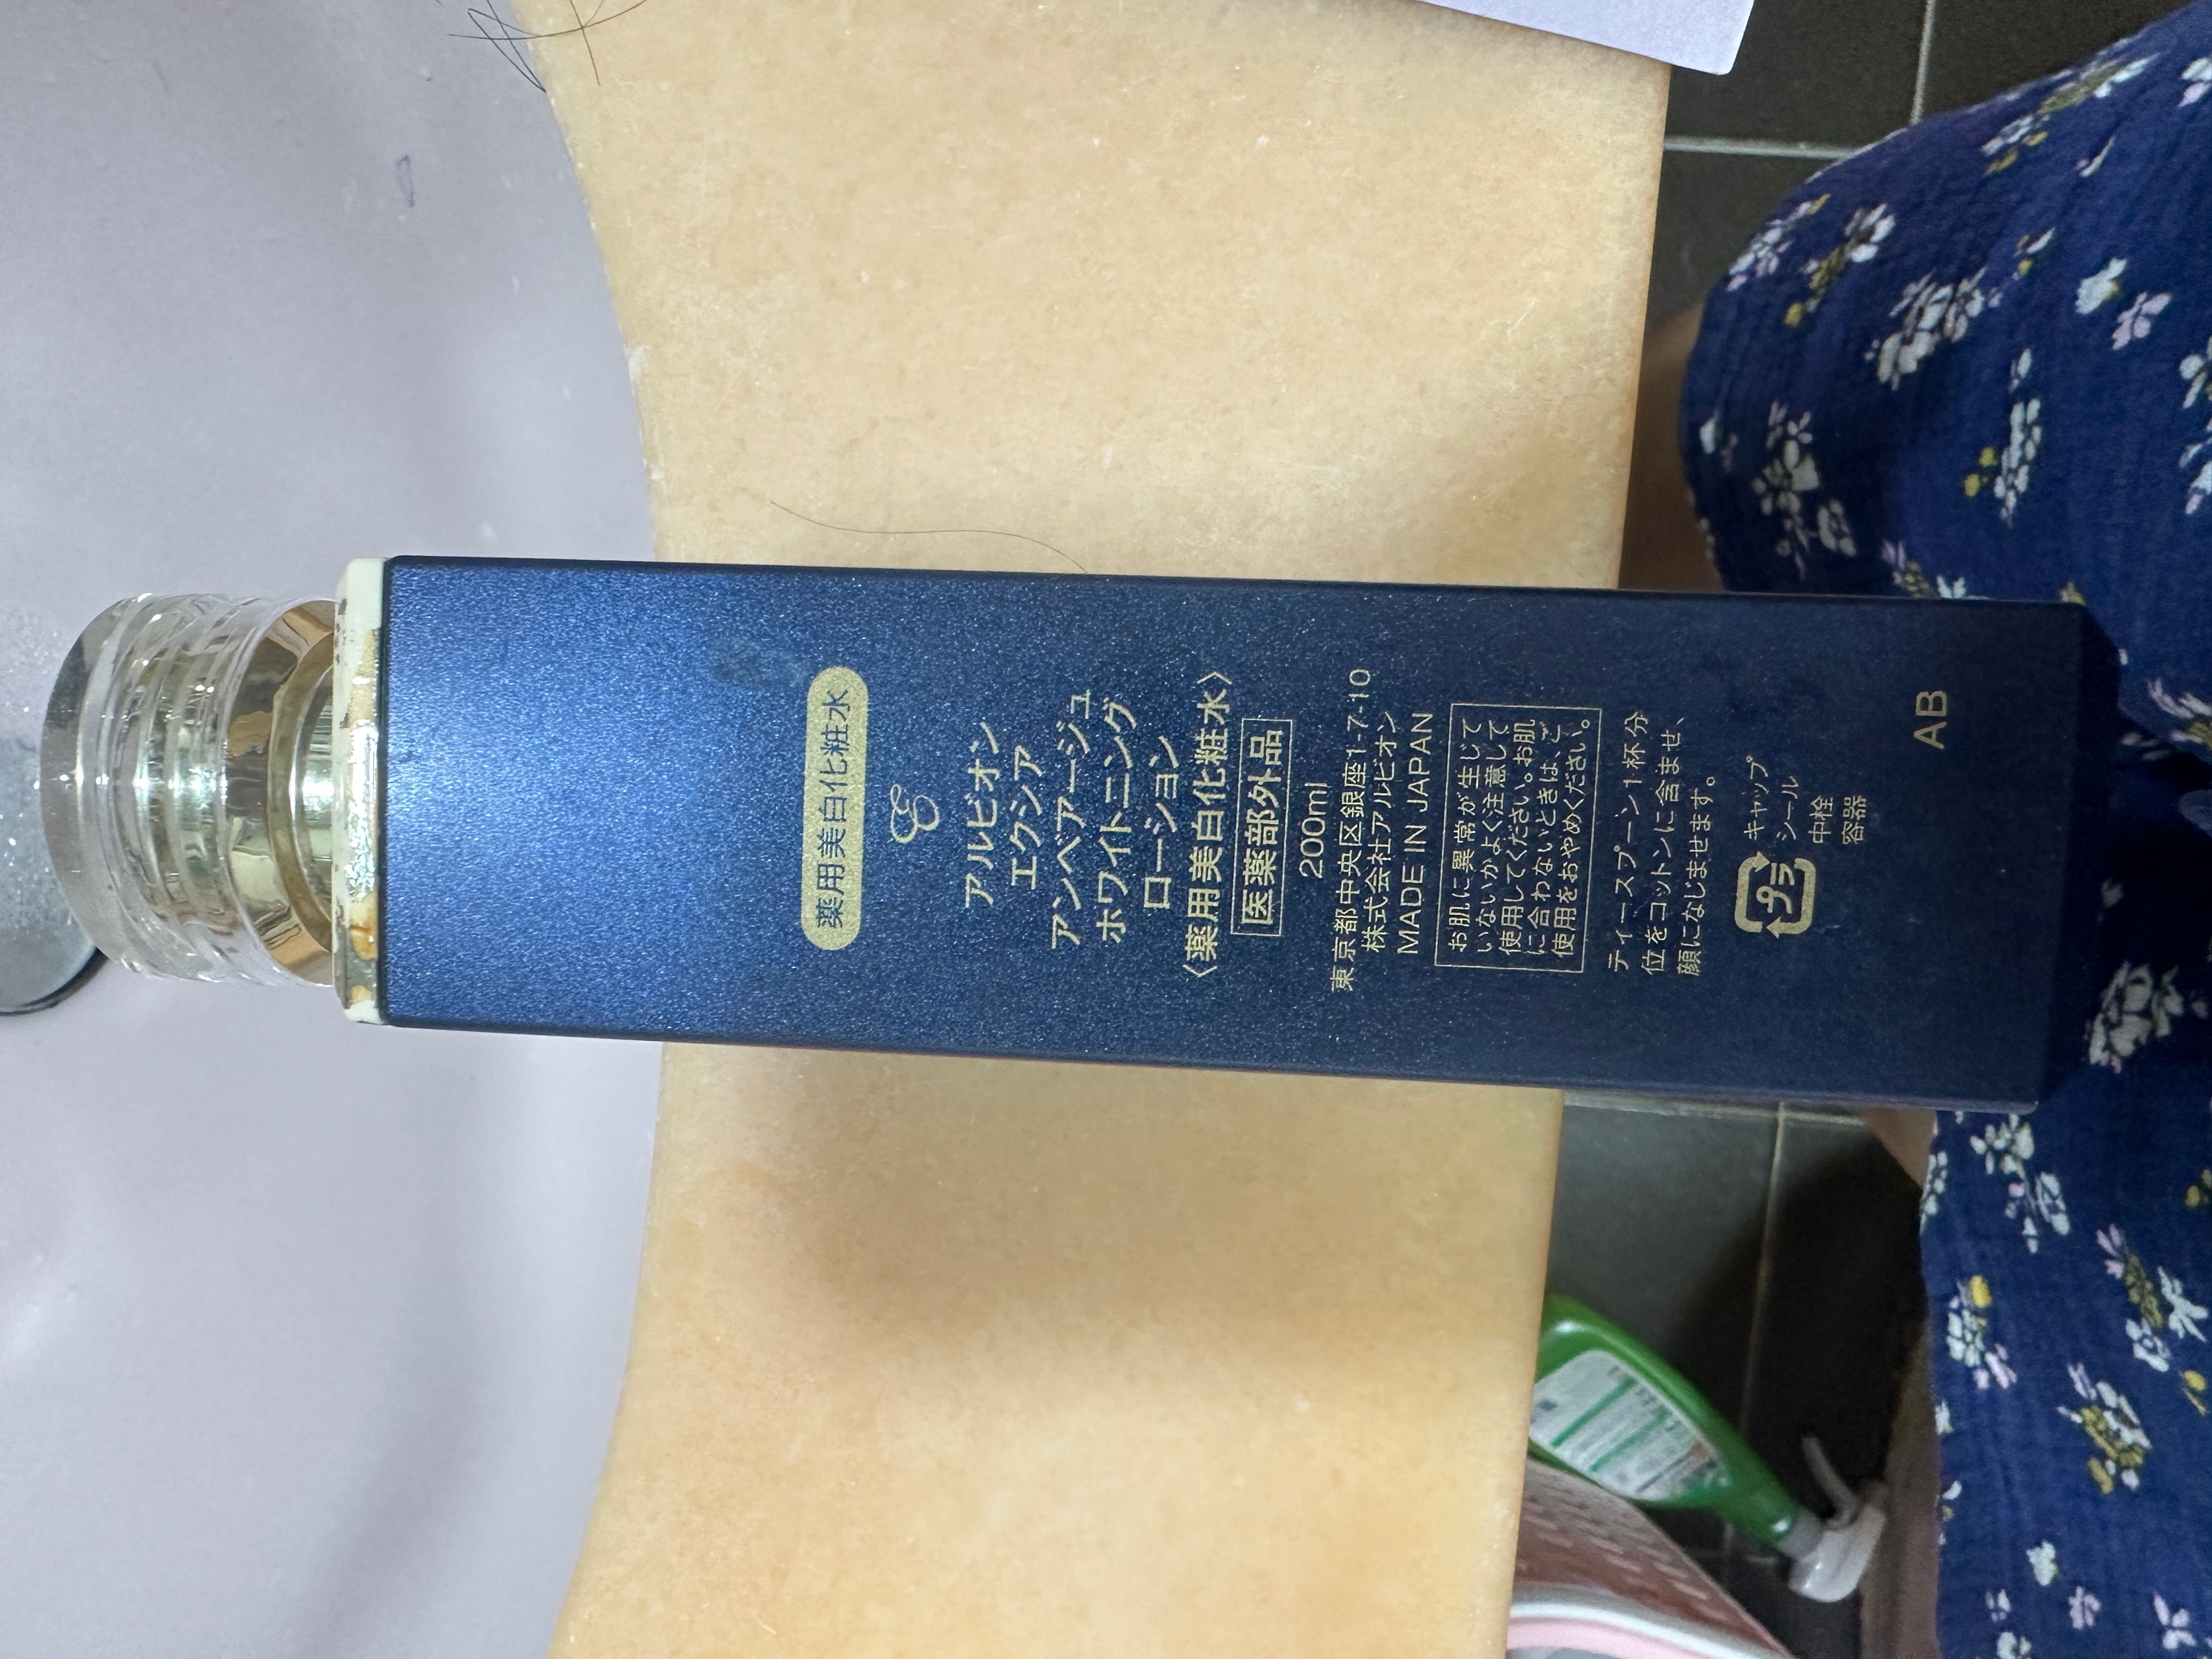 薬用美白化粧水
アルビオン
エクシア
アンベアージュ
ホワイトニング
ローション
〈薬用美白化粧水〉
医薬部外品
200ml
東京都中央区銀座1-7-10
株式会社アルビオン
MADE IN JAPAN
お肌に異常が生じて
いないかよく注意して
使用してください。お肌
に合わないときは、ご
使用をおやめください。
ティースプーン1杯分
位をコットンに含ませ、
顔になじませます。
プラ
キャップ
シール
中栓
容器
AB